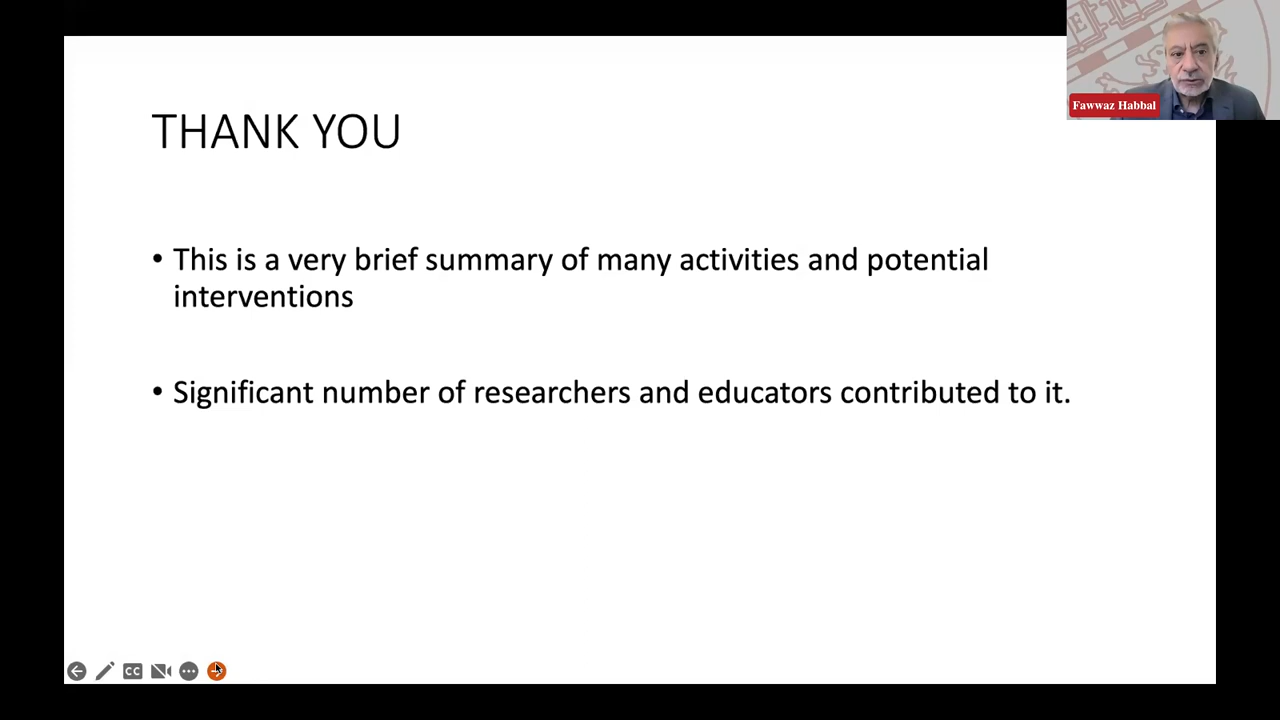 Fawwaz Habbal
THANK YOU
• This is a very brief summary of many activities and potential
interventions
• Significant number of researchers and educators contributed to it.
CC